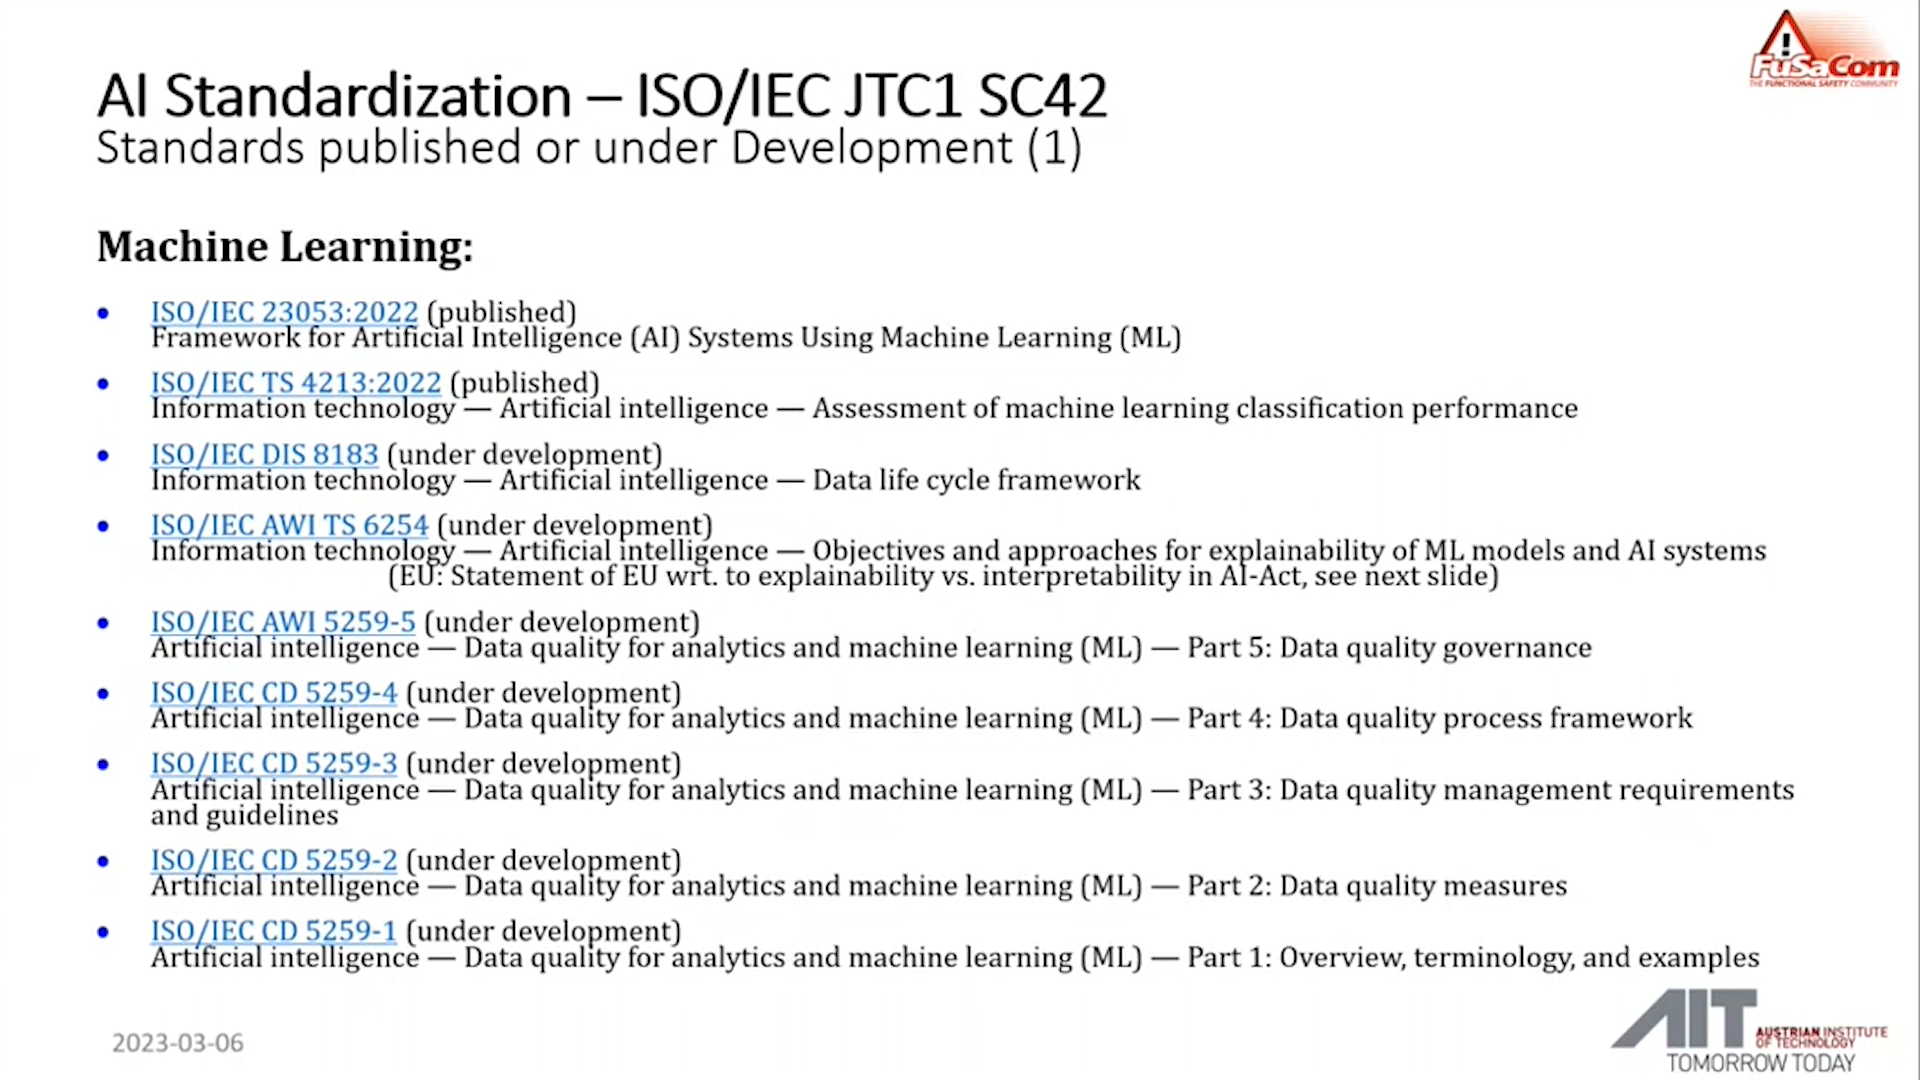 FuSaCom
THE FUNCTIONAL SAFETY COMMUNITY
AI Standardization – ISO/IEC JTC1 SC42
Standards published or under Development (1)
Machine Learning:
• ISO/IEC 23053:2022 (published)
Framework for Artificial Intelligence (AI) Systems Using Machine Learning (ML)
• ISO/IEC TS 4213:2022 (published)
Information technology — Artificial intelligence — Assessment of machine learning classification performance
• ISO/IEC DIS 8183 (under development)
Information technology — Artificial intelligence — Data life cycle framework
• ISO/IEC AWI TS 6254 (under development)
Information technology — Artificial intelligence — Objectives and approaches for explainability of ML models and AI systems
(EU: Statement of EU wrt. to explainability vs. interpretability in AI-Act, see next slide)
• ISO/IEC AWI 5259-5 (under development)
Artificial intelligence — Data quality for analytics and machine learning (ML) — Part 5: Data quality governance
• ISO/IEC CD 5259-4 (under development)
Artificial intelligence — Data quality for analytics and machine learning (ML) — Part 4: Data quality process framework
• ISO/IEC CD 5259-3 (under development)
Artificial intelligence — Data quality for analytics and machine learning (ML) — Part 3: Data quality management requirements
and guidelines
• ISO/IEC CD 5259-2 (under development)
Artificial intelligence — Data quality for analytics and machine learning (ML) — Part 2: Data quality measures
• ISO/IEC CD 5259-1 (under development)
Artificial intelligence — Data quality for analytics and machine learning (ML) — Part 1: Overview, terminology, and examples
2023-03-06
AIT
AUSTRIAN INSTITUTE
OF TECHNOLOGY
TOMORROW TODAY